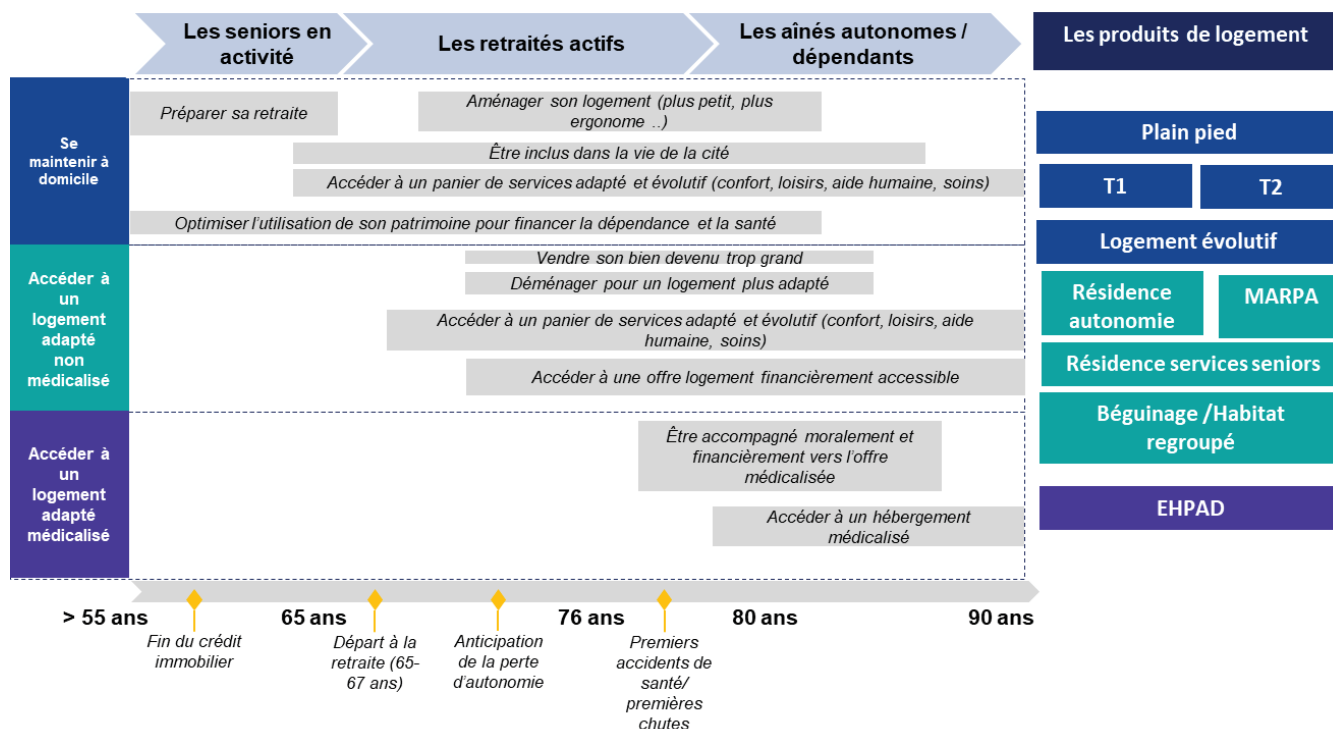 Les seniors en
activité
Les retraités actifs
Les aînés autonomes /
dépendants
Les produits de logement
Se
maintenir à
domicile
Préparer sa retraite
Aménager son logement (plus petit, plus
ergonome ..)
Être inclus dans la vie de la cité
Accéder à un panier de services adapté et évolutif (confort, loisirs, aide humaine, soins)
Optimiser l'utilisation de son patrimoine pour financer la dépendance et la santé
Plain pied
T1
T2
Logement évolutif
Accéder à
un
logement
adapté
non
médicalisé
Vendre son bien devenu trop grand
Déménager pour un logement plus adapté
Accéder à un panier de services adapté et évolutif (confort, loisirs, aide
humaine, soins)
Accéder à une offre logement financièrement accessible
Résidence
autonomie
MARPA
Résidence services seniors
Béguinage /Habitat
regroupé
Accéder à
un
logement
adapté
médicalisé
Être accompagné moralement et
financièrement vers l'offre
médicalisée
Accéder à un hébergement
médicalisé
EHPAD
> 55 ans
65 ans
76 ans
80 ans
90 ans
Fin du crédit
immobilier
Départ à la
retraite (65-
67 ans)
Anticipation
de la perte
d'autonomie
Premiers
accidents de
santé/
premières
chutes